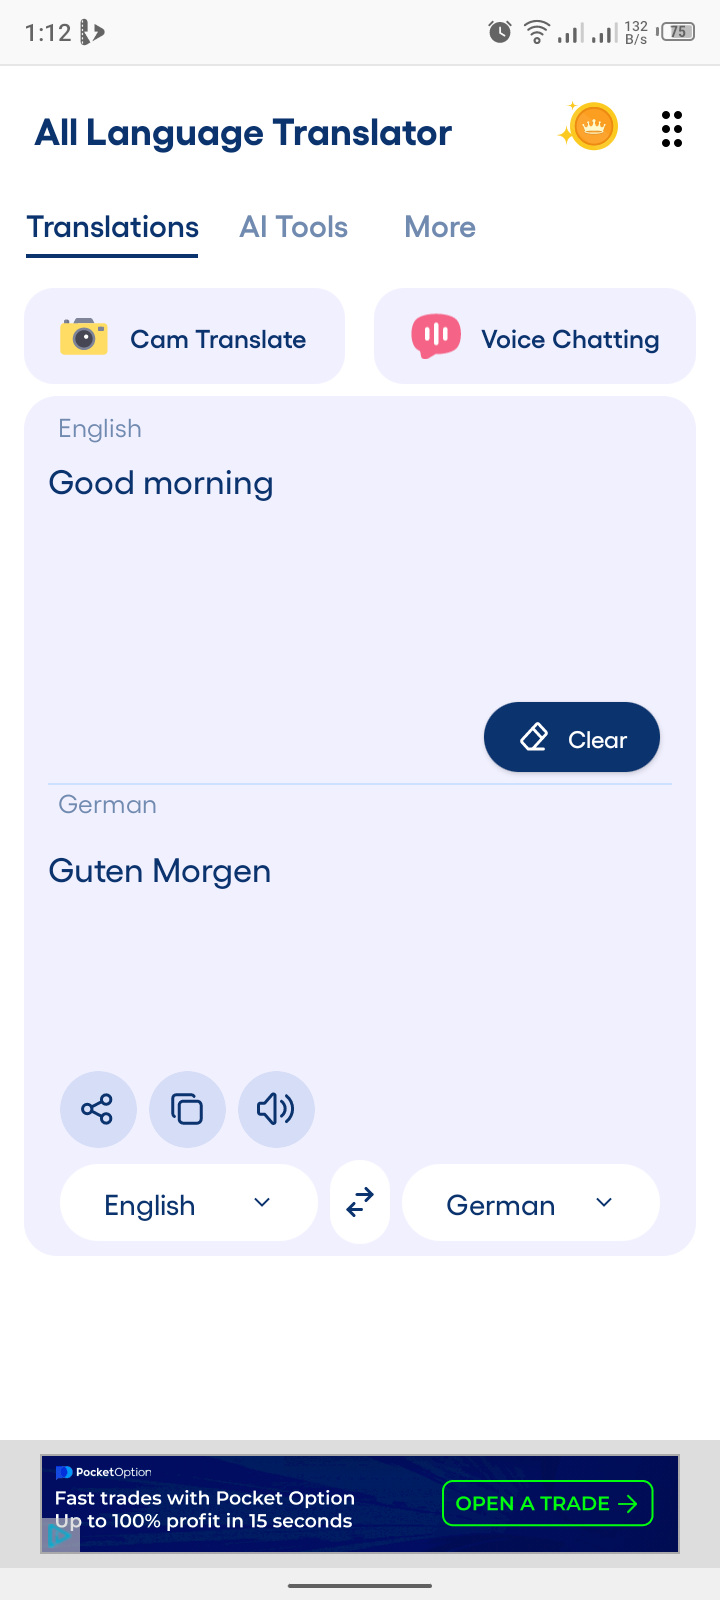 1:12
132
B/s
75
All Language Translator
Translations AI Tools More
Cam Translate Voice Chatting
English
Good morning
Clear
German
Guten Morgen
English German
PocketOption
Fast trades with Pocket Option
Up to 100% profit in 15 seconds
OPEN A TRADE →